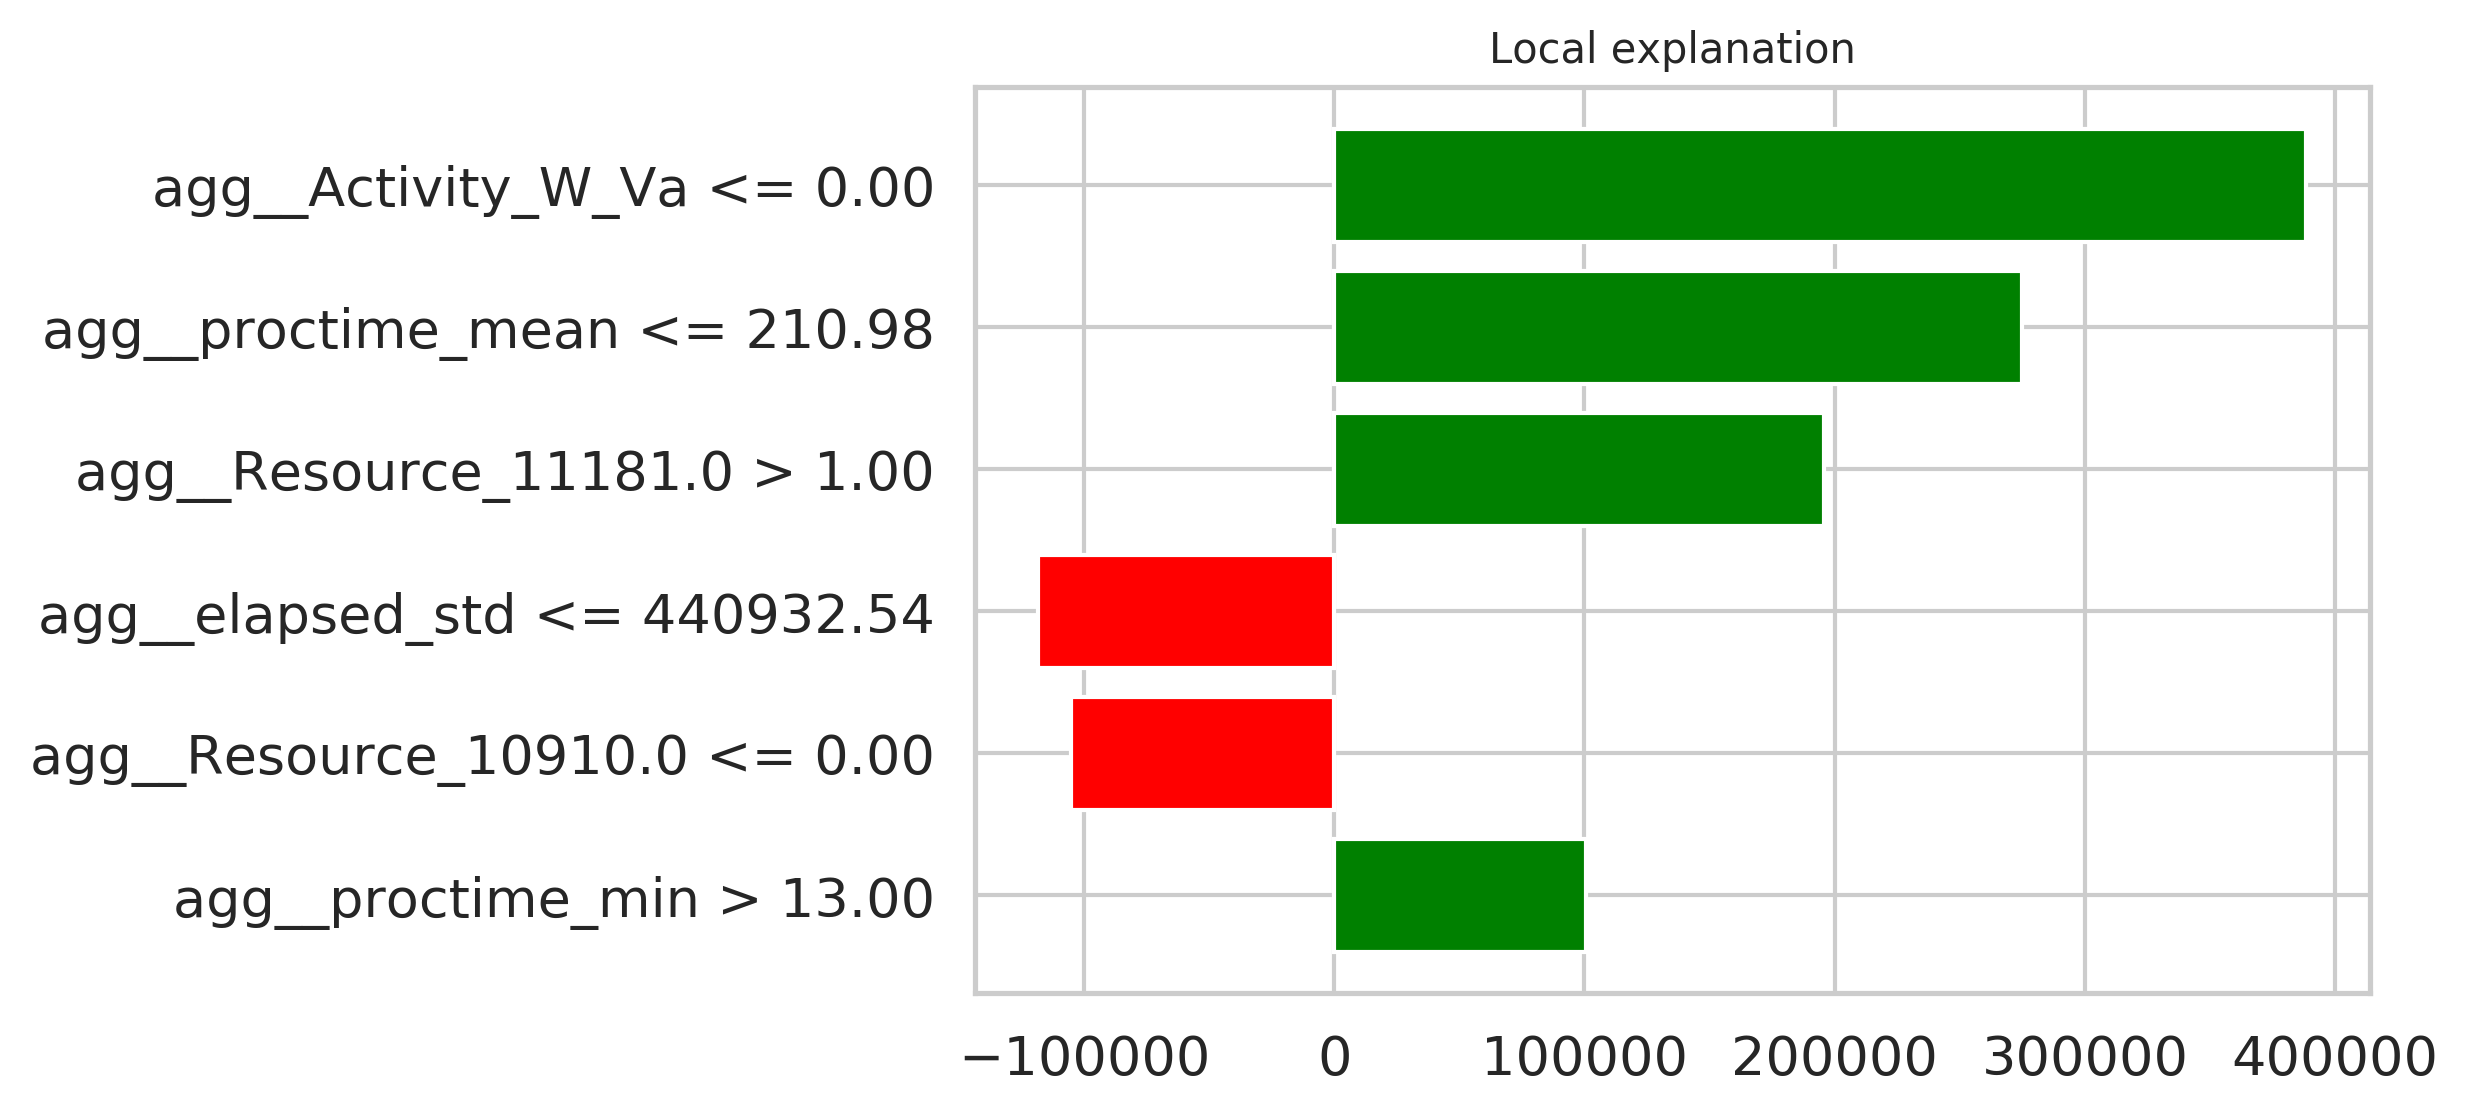 Local explanation
agg__Activity_W_Va <= 0.00
agg__proctime_mean <= 210.98
agg__Resource_11181.0 > 1.00
agg__elapsed_std <= 440932.54
agg__Resource_10910.0 <= 0.00
agg__proctime_min > 13.00
−100000 0 100000 200000 300000 400000